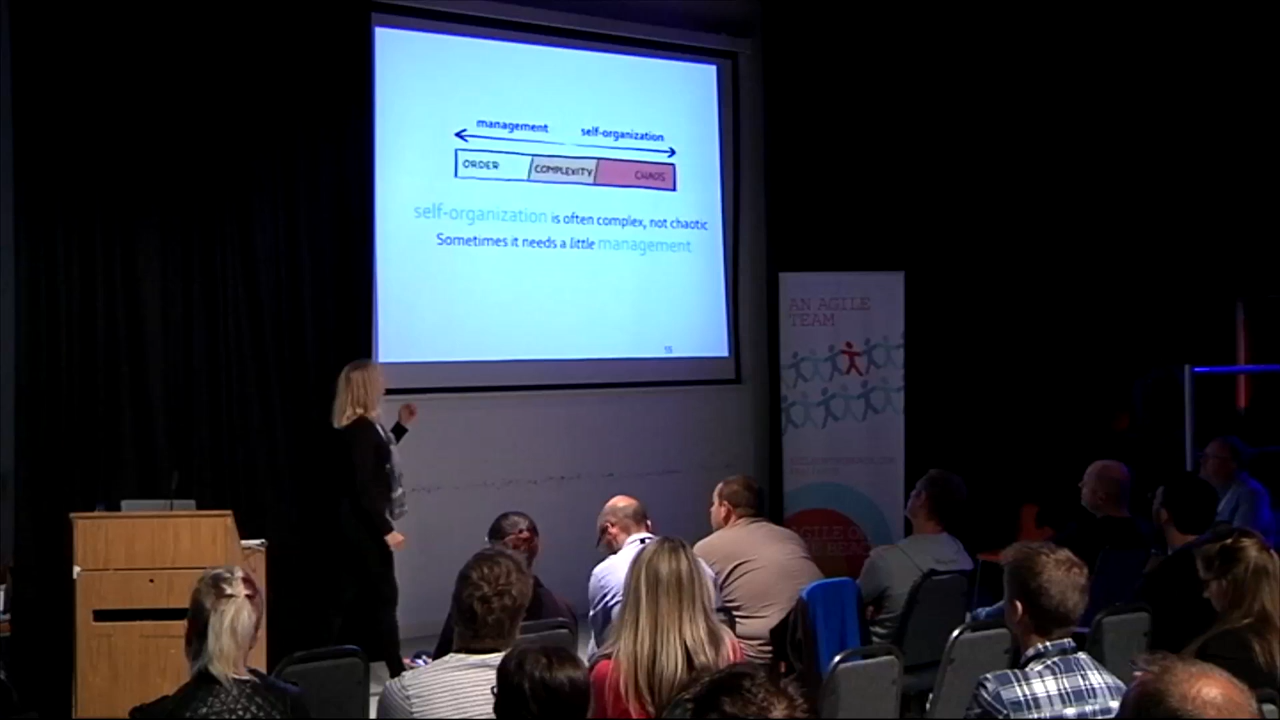 management self-organization
ORDER COMPLEXITY CHAOS
self-organization is often complex, not chaotic
Sometimes it needs a little management
15
AN AGILE
TEAM